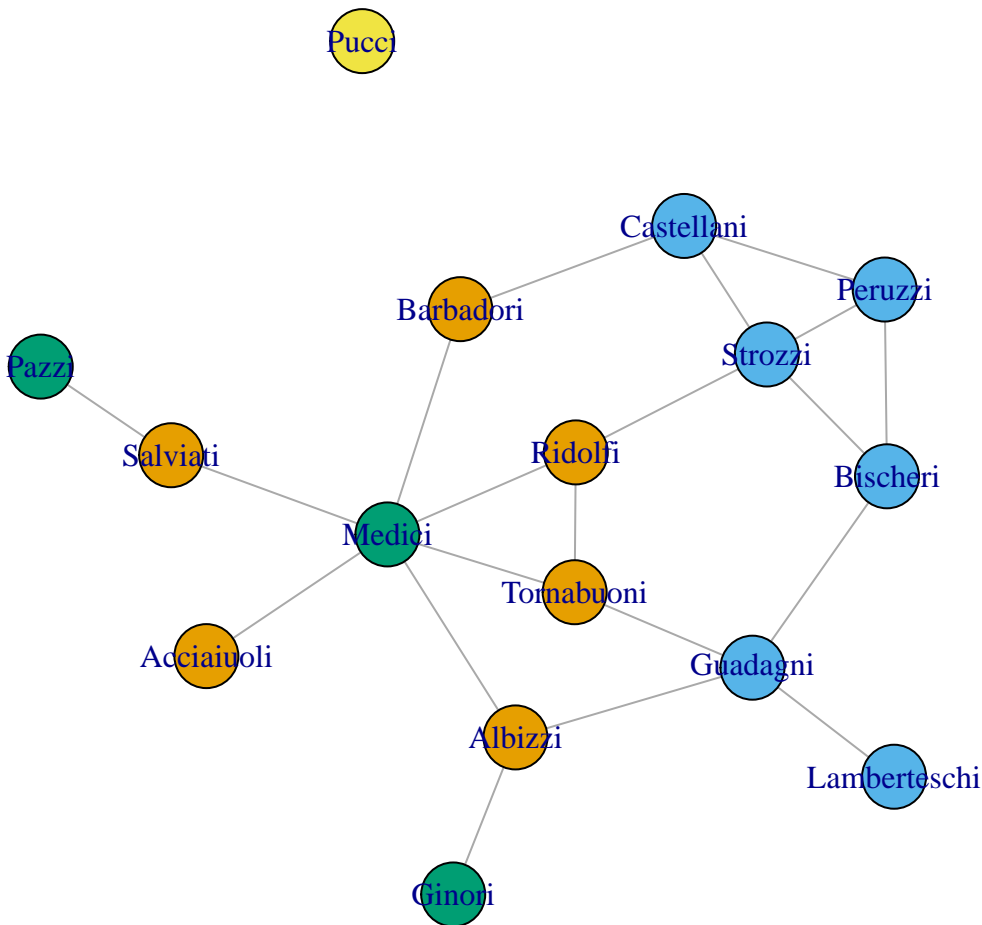 Pucci
Castellani
Peruzzi
Barbadori
Strozzi
Pazzi
Ridolfi
Salviati
Bischeri
Medici
Tornabuoni
Acciaiuoli
Guadagni
Albizzi
Lamberteschi
Ginori